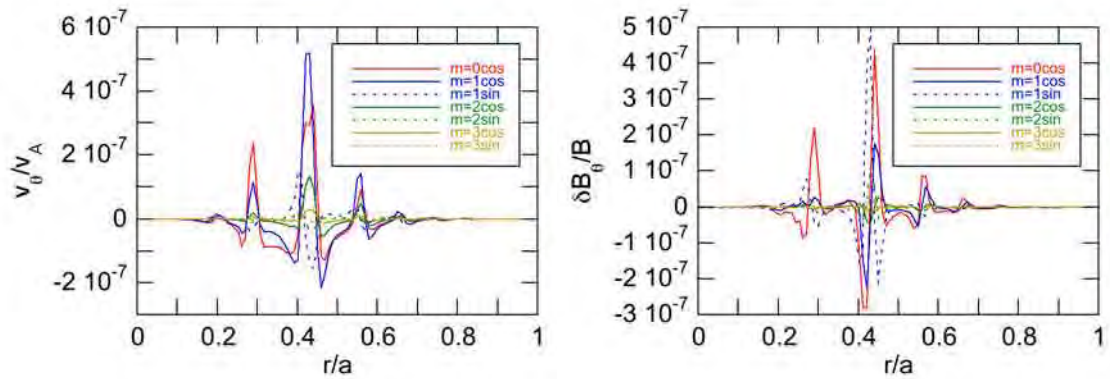 6 10⁻⁷
4 10⁻⁷
2 10⁻⁷
0
-2 10⁻⁷
v_θ/v_A
m=0cos
m=1cos
m=1sin
m=2cos
m=2sin
m=3cos
m=3sin
0 0.2 0.4 0.6 0.8 1
r/a
5 10⁻⁷
4 10⁻⁷
3 10⁻⁷
2 10⁻⁷
1 10⁻⁷
0
-1 10⁻⁷
-2 10⁻⁷
-3 10⁻⁷
δB_θ/B
m=0cos
m=1cos
m=1sin
m=2cos
m=2sin
m=3cos
m=3sin
0 0.2 0.4 0.6 0.8 1
r/a